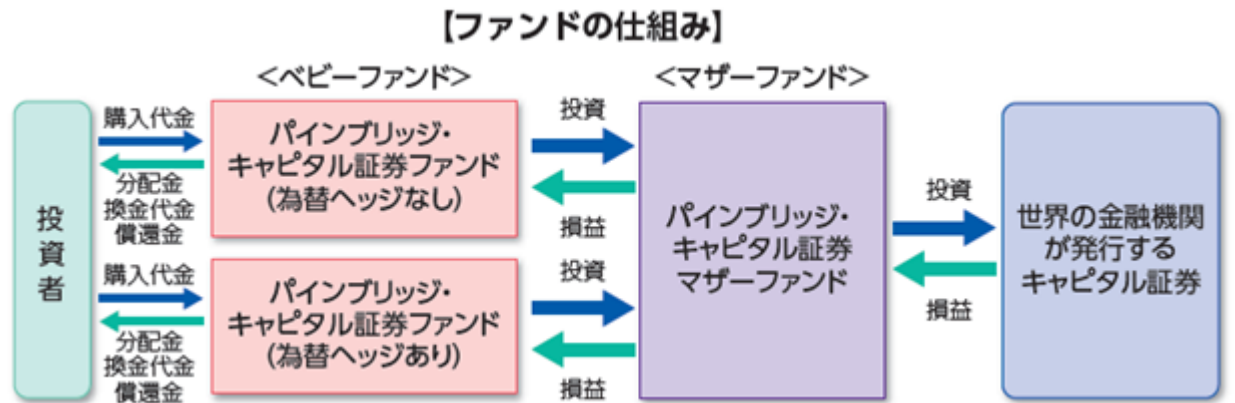 【ファンドの仕組み】
＜ベビーファンド＞
＜マザーファンド＞
投資者
購入代金
分配金
換金代金
償還金
パインブリッジ・
キャピタル証券ファンド
(為替ヘッジなし)
投資
損益
購入代金
分配金
換金代金
償還金
パインブリッジ・
キャピタル証券ファンド
(為替ヘッジあり)
投資
損益
パインブリッジ・
キャピタル証券
マザーファンド
投資
損益
世界の金融機関
が発行する
キャピタル証券